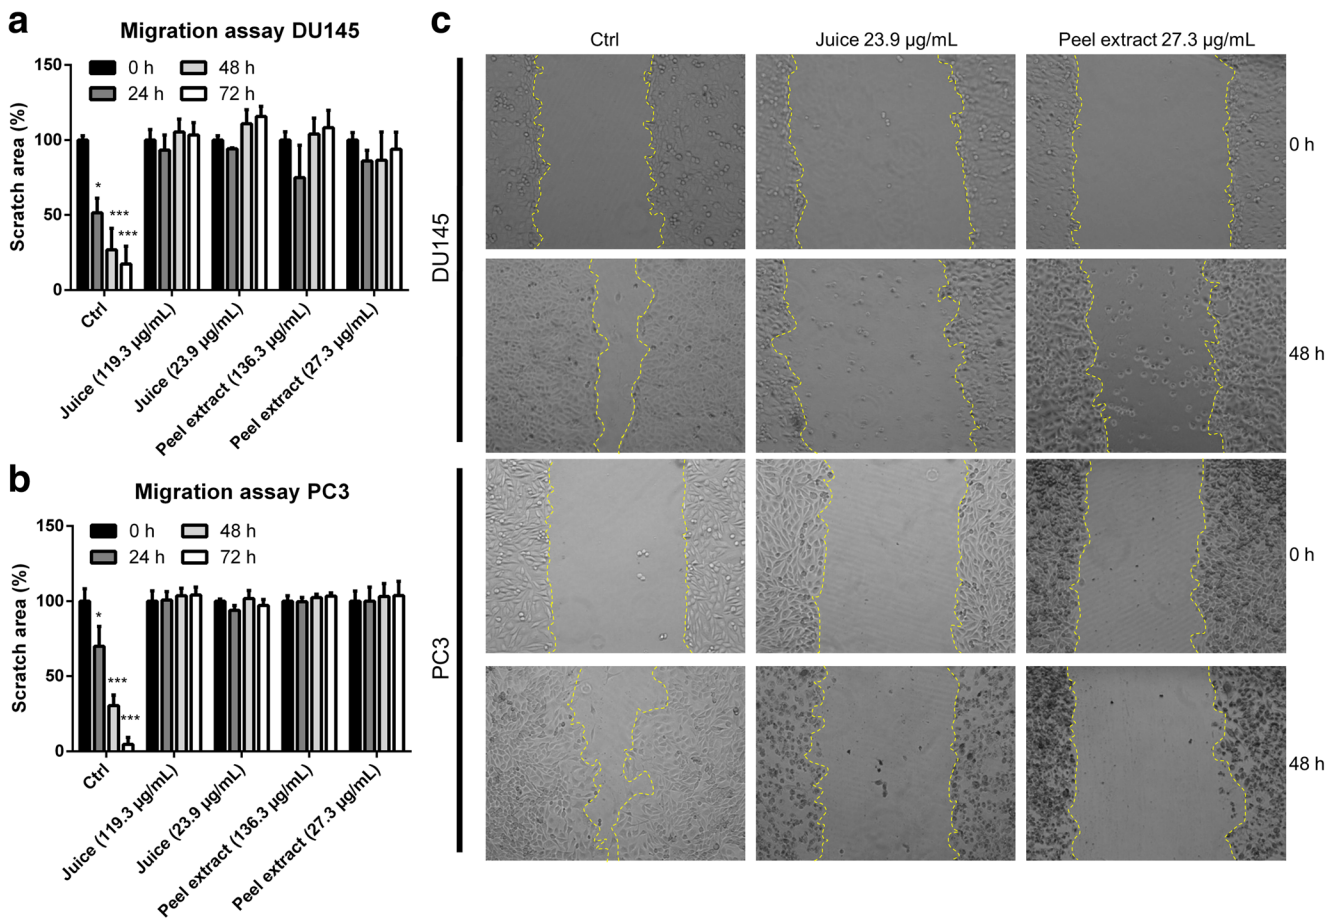 a
Migration assay DU145
Scratch area (%)
150
100
50
0
0 h
24 h
48 h
72 h
*
***
***
Ctrl
Juice (119.3 µg/mL)
Juice (23.9 µg/mL)
Peel extract (136.3 µg/mL)
Peel extract (27.3 µg/mL)
b
Migration assay PC3
Scratch area (%)
150
100
50
0
0 h
24 h
48 h
72 h
*
***
***
Ctrl
Juice (119.3 µg/mL)
Juice (23.9 µg/mL)
Peel extract (136.3 µg/mL)
Peel extract (27.3 µg/mL)
c
Ctrl
Juice 23.9 µg/mL
Peel extract 27.3 µg/mL
DU145
0 h
48 h
PC3
0 h
48 h